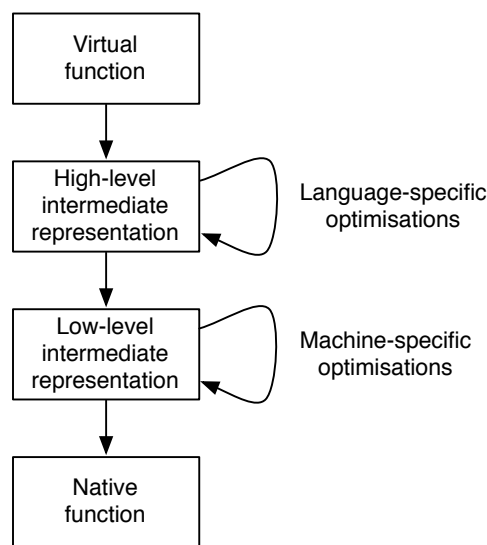 Virtual
function
High-level
intermediate
representation
Language-specific
optimisations
Low-level
intermediate
representation
Machine-specific
optimisations
Native
function